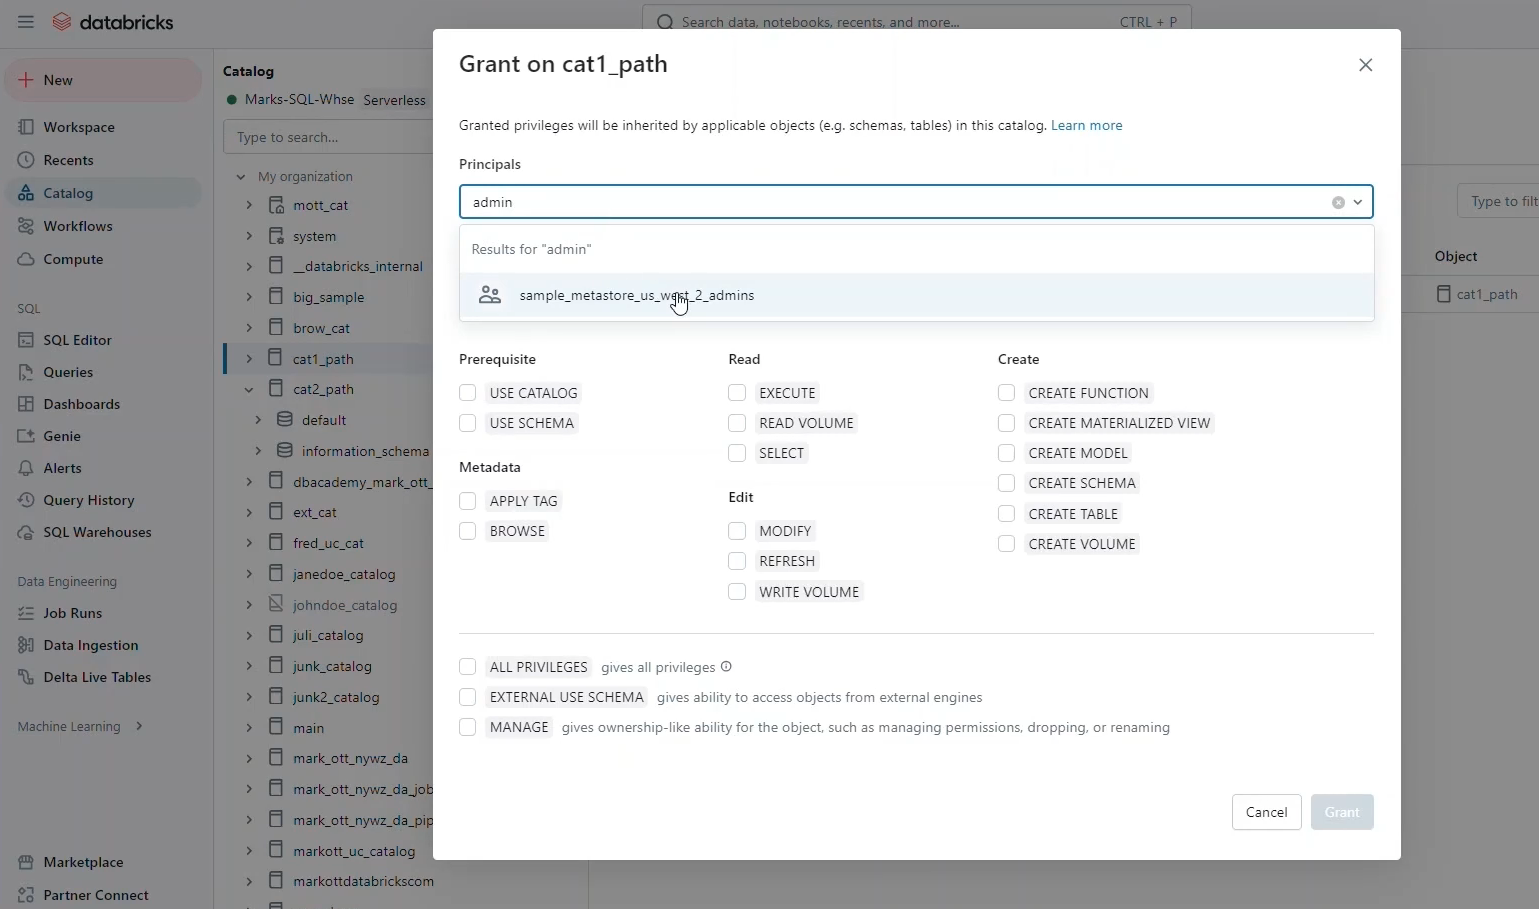 databricks
Search data, notebooks, recents, and more...
CTRL + P
New
Workspace
Recents
Catalog
Workflows
Compute
SQL
SQL Editor
Queries
Dashboards
Genie
Alerts
Query History
SQL Warehouses
Data Engineering
Job Runs
Data Ingestion
Delta Live Tables
Machine Learning
Marketplace
Partner Connect
Catalog
Marks-SQL-Whse Serverless
Type to search...
My organization
mott_cat
system
__databricks_internal
big_sample
brow_cat
cat1_path
cat2_path
default
information_schema
dbacademy_mark_ott_
ext_cat
fred_uc_cat
janedoe_catalog
johndoe_catalog
juli_catalog
junk_catalog
junk2_catalog
main
mark_ott_nywz_da
mark_ott_nywz_da_job
mark_ott_nywz_da_pip
markott_uc_catalog
markottdatabrickscom
Grant on cat1_path
Granted privileges will be inherited by applicable objects (e.g. schemas, tables) in this catalog. Learn more
Principals
admin
Results for "admin"
sample_metastore_us_west_2_admins
Prerequisite
USE CATALOG
USE SCHEMA
Metadata
APPLY TAG
BROWSE
Read
EXECUTE
READ VOLUME
SELECT
Edit
MODIFY
REFRESH
WRITE VOLUME
Create
CREATE FUNCTION
CREATE MATERIALIZED VIEW
CREATE MODEL
CREATE SCHEMA
CREATE TABLE
CREATE VOLUME
ALL PRIVILEGES gives all privileges
EXTERNAL USE SCHEMA gives ability to access objects from external engines
MANAGE gives ownership-like ability for the object, such as managing permissions, dropping, or renaming
Cancel
Grant
Type to filt
Object
cat1_path